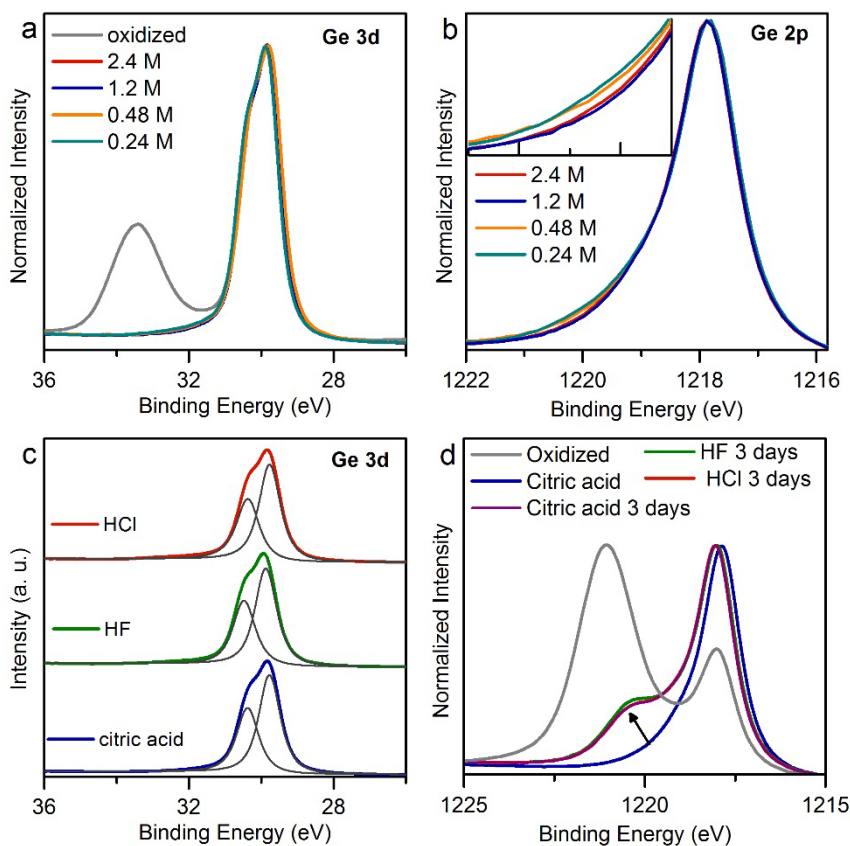 a
oxidized
2.4 M
1.2 M
0.48 M
0.24 M
Ge 3d
Normalized Intensity
36 32 28
Binding Energy (eV)
b
Ge 2p
2.4 M
1.2 M
0.48 M
0.24 M
Normalized Intensity
1222 1220 1218 1216
Binding Energy (eV)
c
Ge 3d
HCl
HF
citric acid
Intensity (a. u.)
36 32 28
Binding Energy (eV)
d
Oxidized
Citric acid
Citric acid 3 days
HF 3 days
HCl 3 days
Normalized Intensity
1225 1220 1215
Binding Energy (eV)